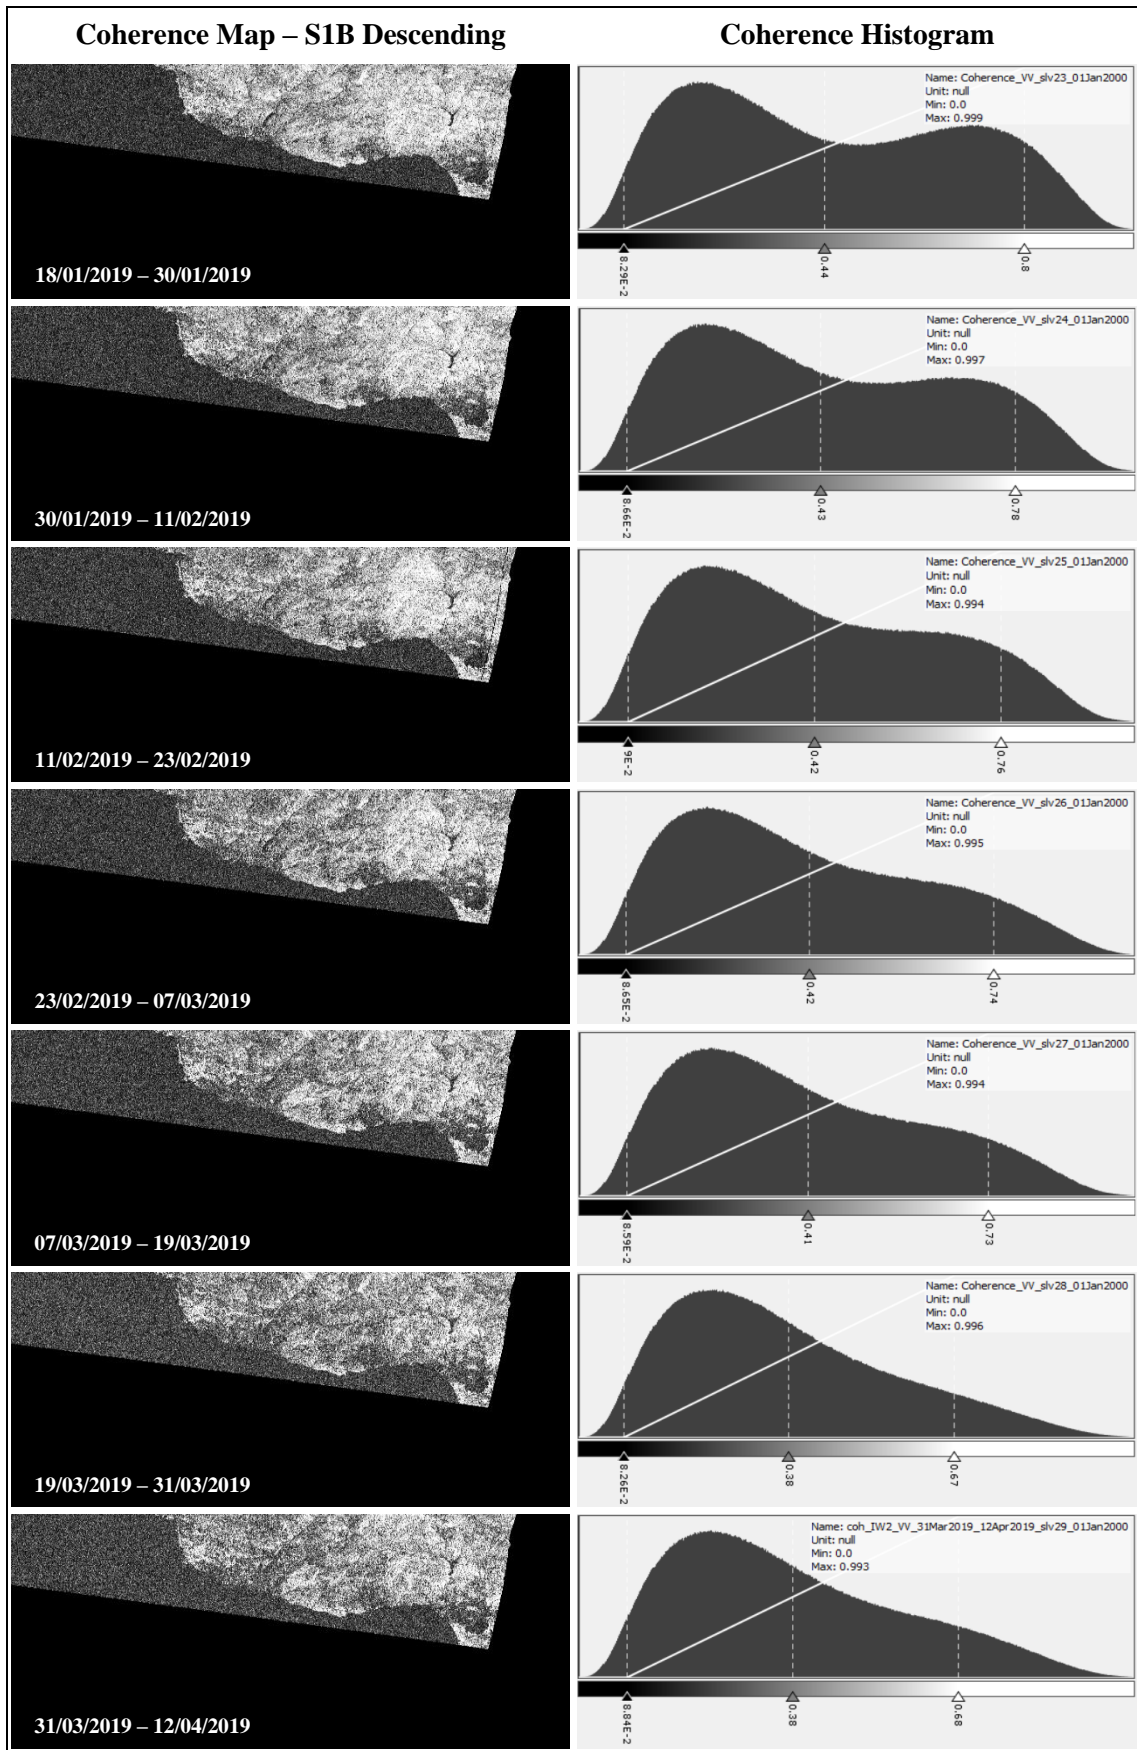 Coherence Map – S1B Descending
Coherence Histogram
18/01/2019 – 30/01/2019
Name: Coherence_VV_slv23_01Jan2000
Unit: null
Min: 0.0
Max: 0.999
8.29E-2
0.44
0.8
30/01/2019 – 11/02/2019
Name: Coherence_VV_slv24_01Jan2000
Unit: null
Min: 0.0
Max: 0.997
8.66E-2
0.43
0.78
11/02/2019 – 23/02/2019
Name: Coherence_VV_slv25_01Jan2000
Unit: null
Min: 0.0
Max: 0.994
9E-2
0.42
0.76
23/02/2019 – 07/03/2019
Name: Coherence_VV_slv26_01Jan2000
Unit: null
Min: 0.0
Max: 0.995
8.65E-2
0.42
0.74
07/03/2019 – 19/03/2019
Name: Coherence_VV_slv27_01Jan2000
Unit: null
Min: 0.0
Max: 0.994
8.59E-2
0.41
0.73
19/03/2019 – 31/03/2019
Name: Coherence_VV_slv28_01Jan2000
Unit: null
Min: 0.0
Max: 0.996
8.26E-2
0.38
0.67
31/03/2019 – 12/04/2019
Name: coh_IW2_VV_31Mar2019_12Apr2019_slv29_01Jan2000
Unit: null
Min: 0.0
Max: 0.993
8.84E-2
0.38
0.68